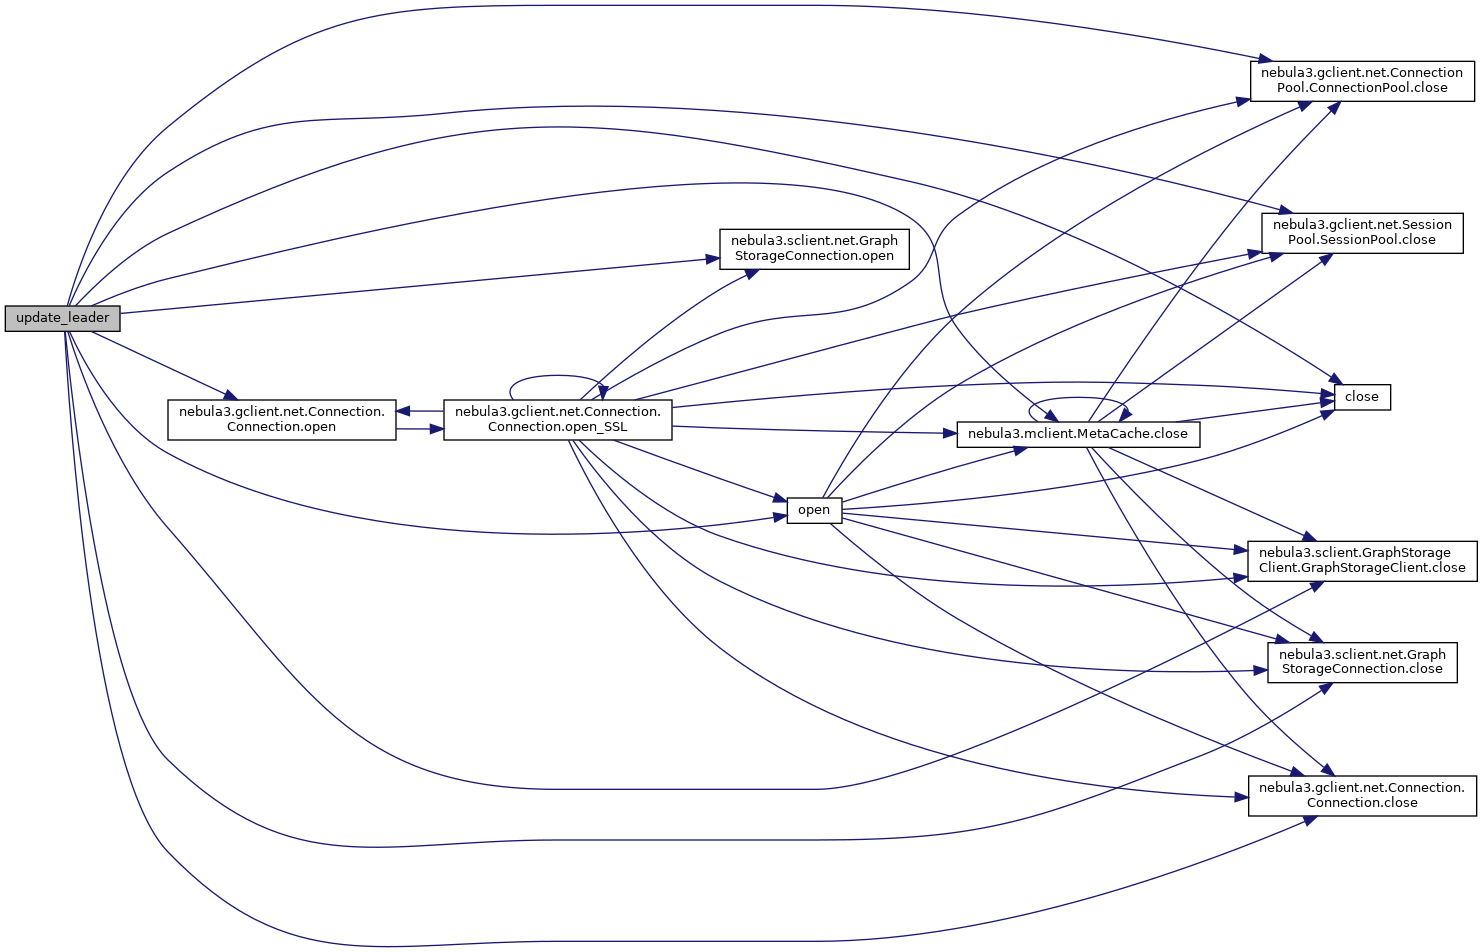 nebula3.gclient.net.Connection
Pool.ConnectionPool.close
nebula3.gclient.net.Session
Pool.SessionPool.close
nebula3.sclient.net.Graph
StorageConnection.open
update_leader
close
nebula3.gclient.net.Connection.
Connection.open
nebula3.gclient.net.Connection.
Connection.open_SSL
nebula3.mclient.MetaCache.close
open
nebula3.sclient.GraphStorage
Client.GraphStorageClient.close
nebula3.sclient.net.Graph
StorageConnection.close
nebula3.gclient.net.Connection.
Connection.close